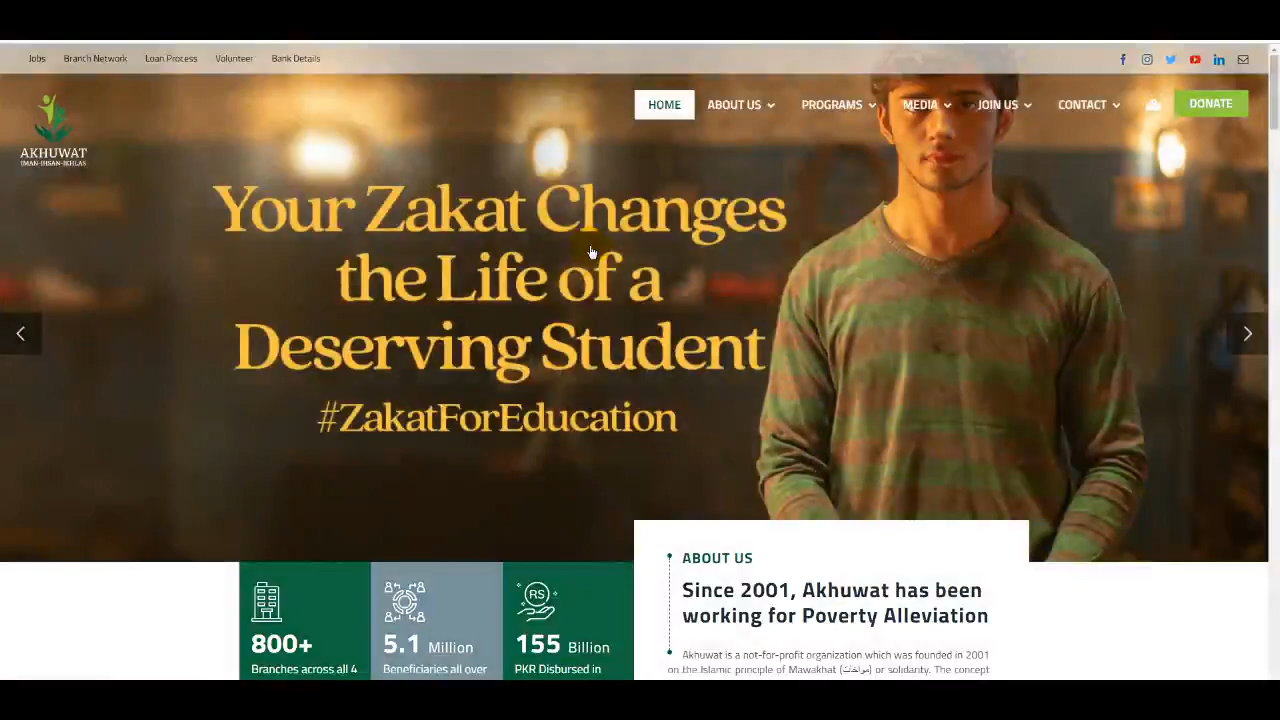 Jobs Branch Network Loan Process Volunteer Bank Details
AKHUWAT
IMAN-IHSAN-IKHLAS
HOME ABOUT US PROGRAMS MEDIA JOIN US CONTACT DONATE
Your Zakat Changes
the Life of a
Deserving Student
#ZakatForEducation
800+
Branches across all 4
5.1 Million
Beneficiaries all over
RS
155 Billion
PKR Disbursed in
ABOUT US
Since 2001, Akhuwat has been
working for Poverty Alleviation
Akhuwat is a not-for-profit organization which was founded in 2001
on the Islamic principle of Mawakhat (مواخات) or solidarity. The concept